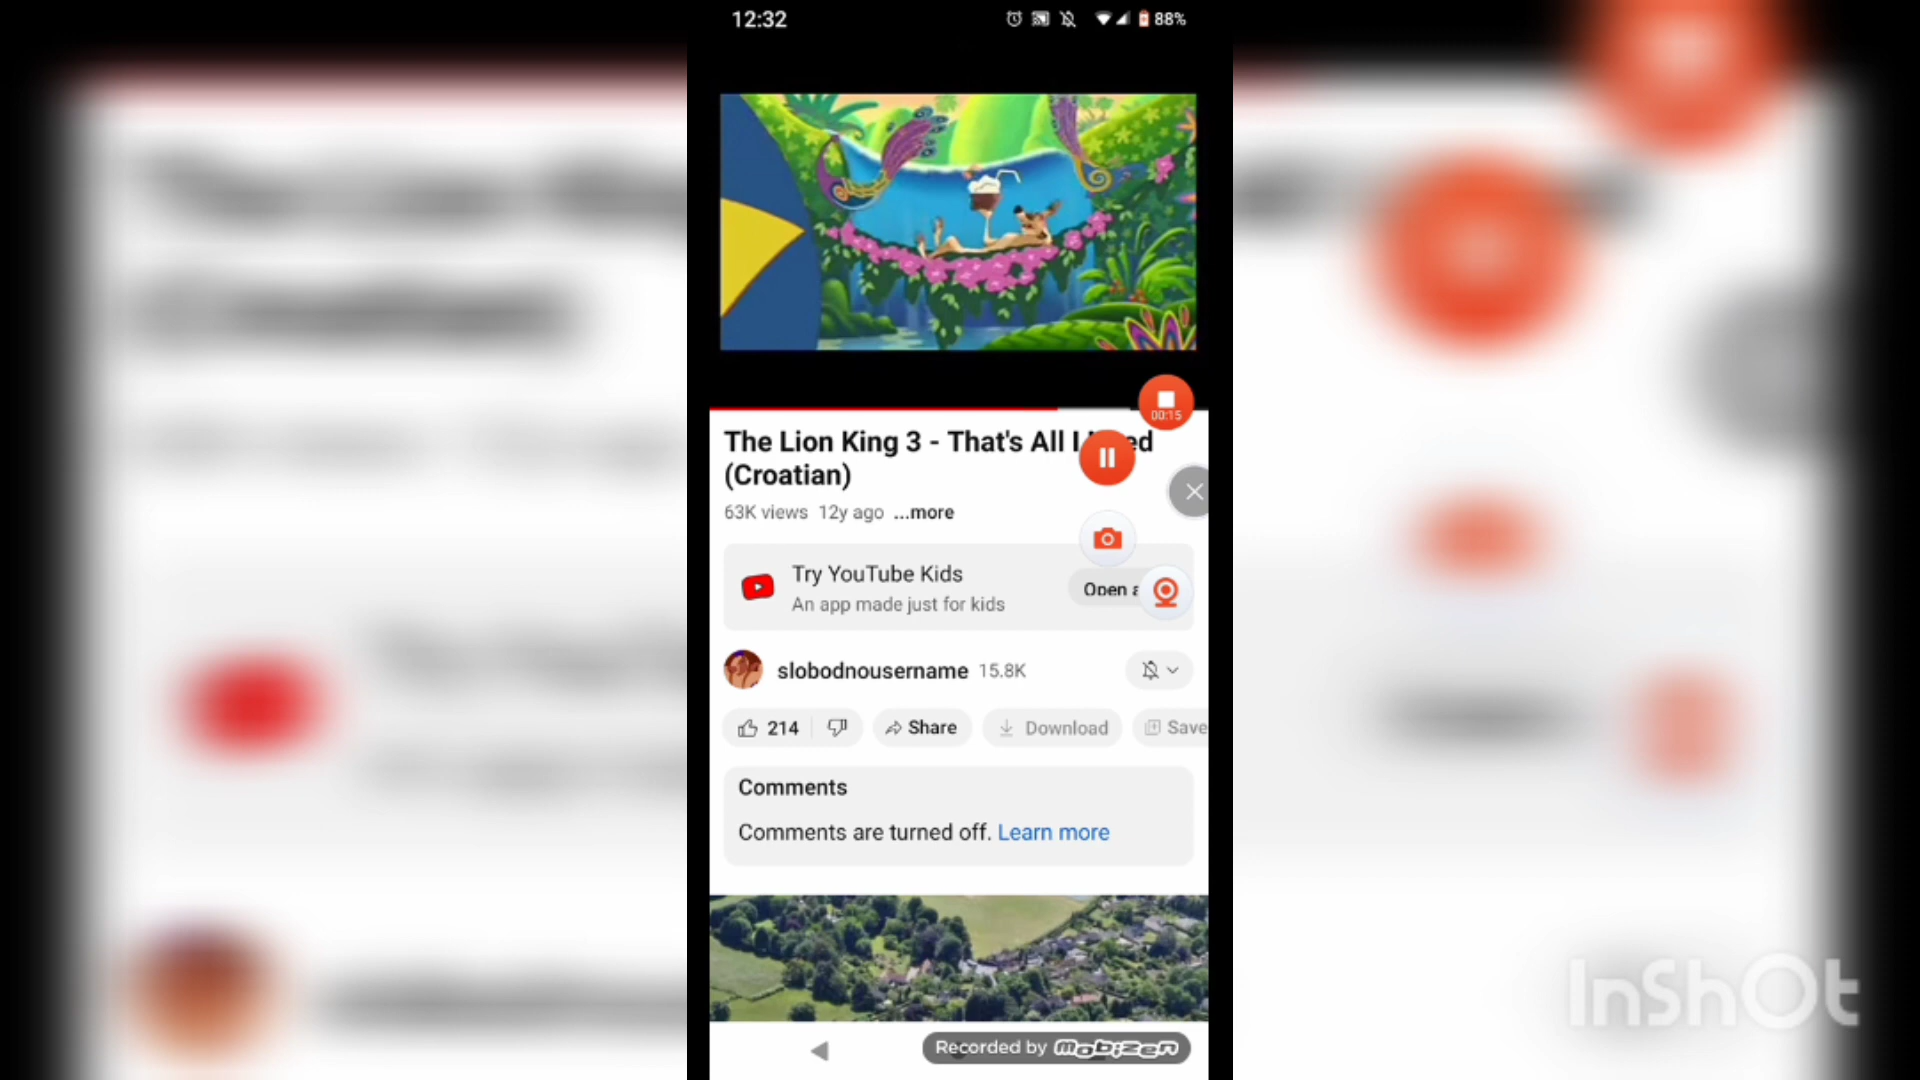 12:32
88%
00:15
The Lion King 3 - That's All I
(Croatian)
63K views 12y ago ...more
Try YouTube Kids
An app made just for kids
Open
slobodnousername 15.8K
214
Share
Download
Save
Comments
Comments are turned off. Learn more
Recorded by mobizen
InShOt